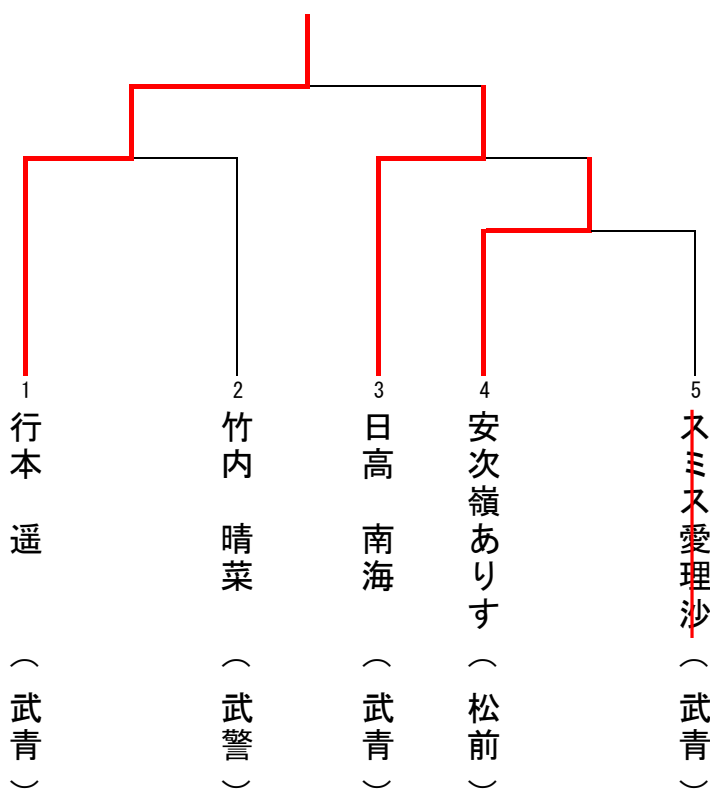 1
行本　遥（武青）
2
竹内　晴菜（武警）
3
日高　南海（武青）
4
安次嶺ありす（松前）
5
スミス愛理沙（武青）